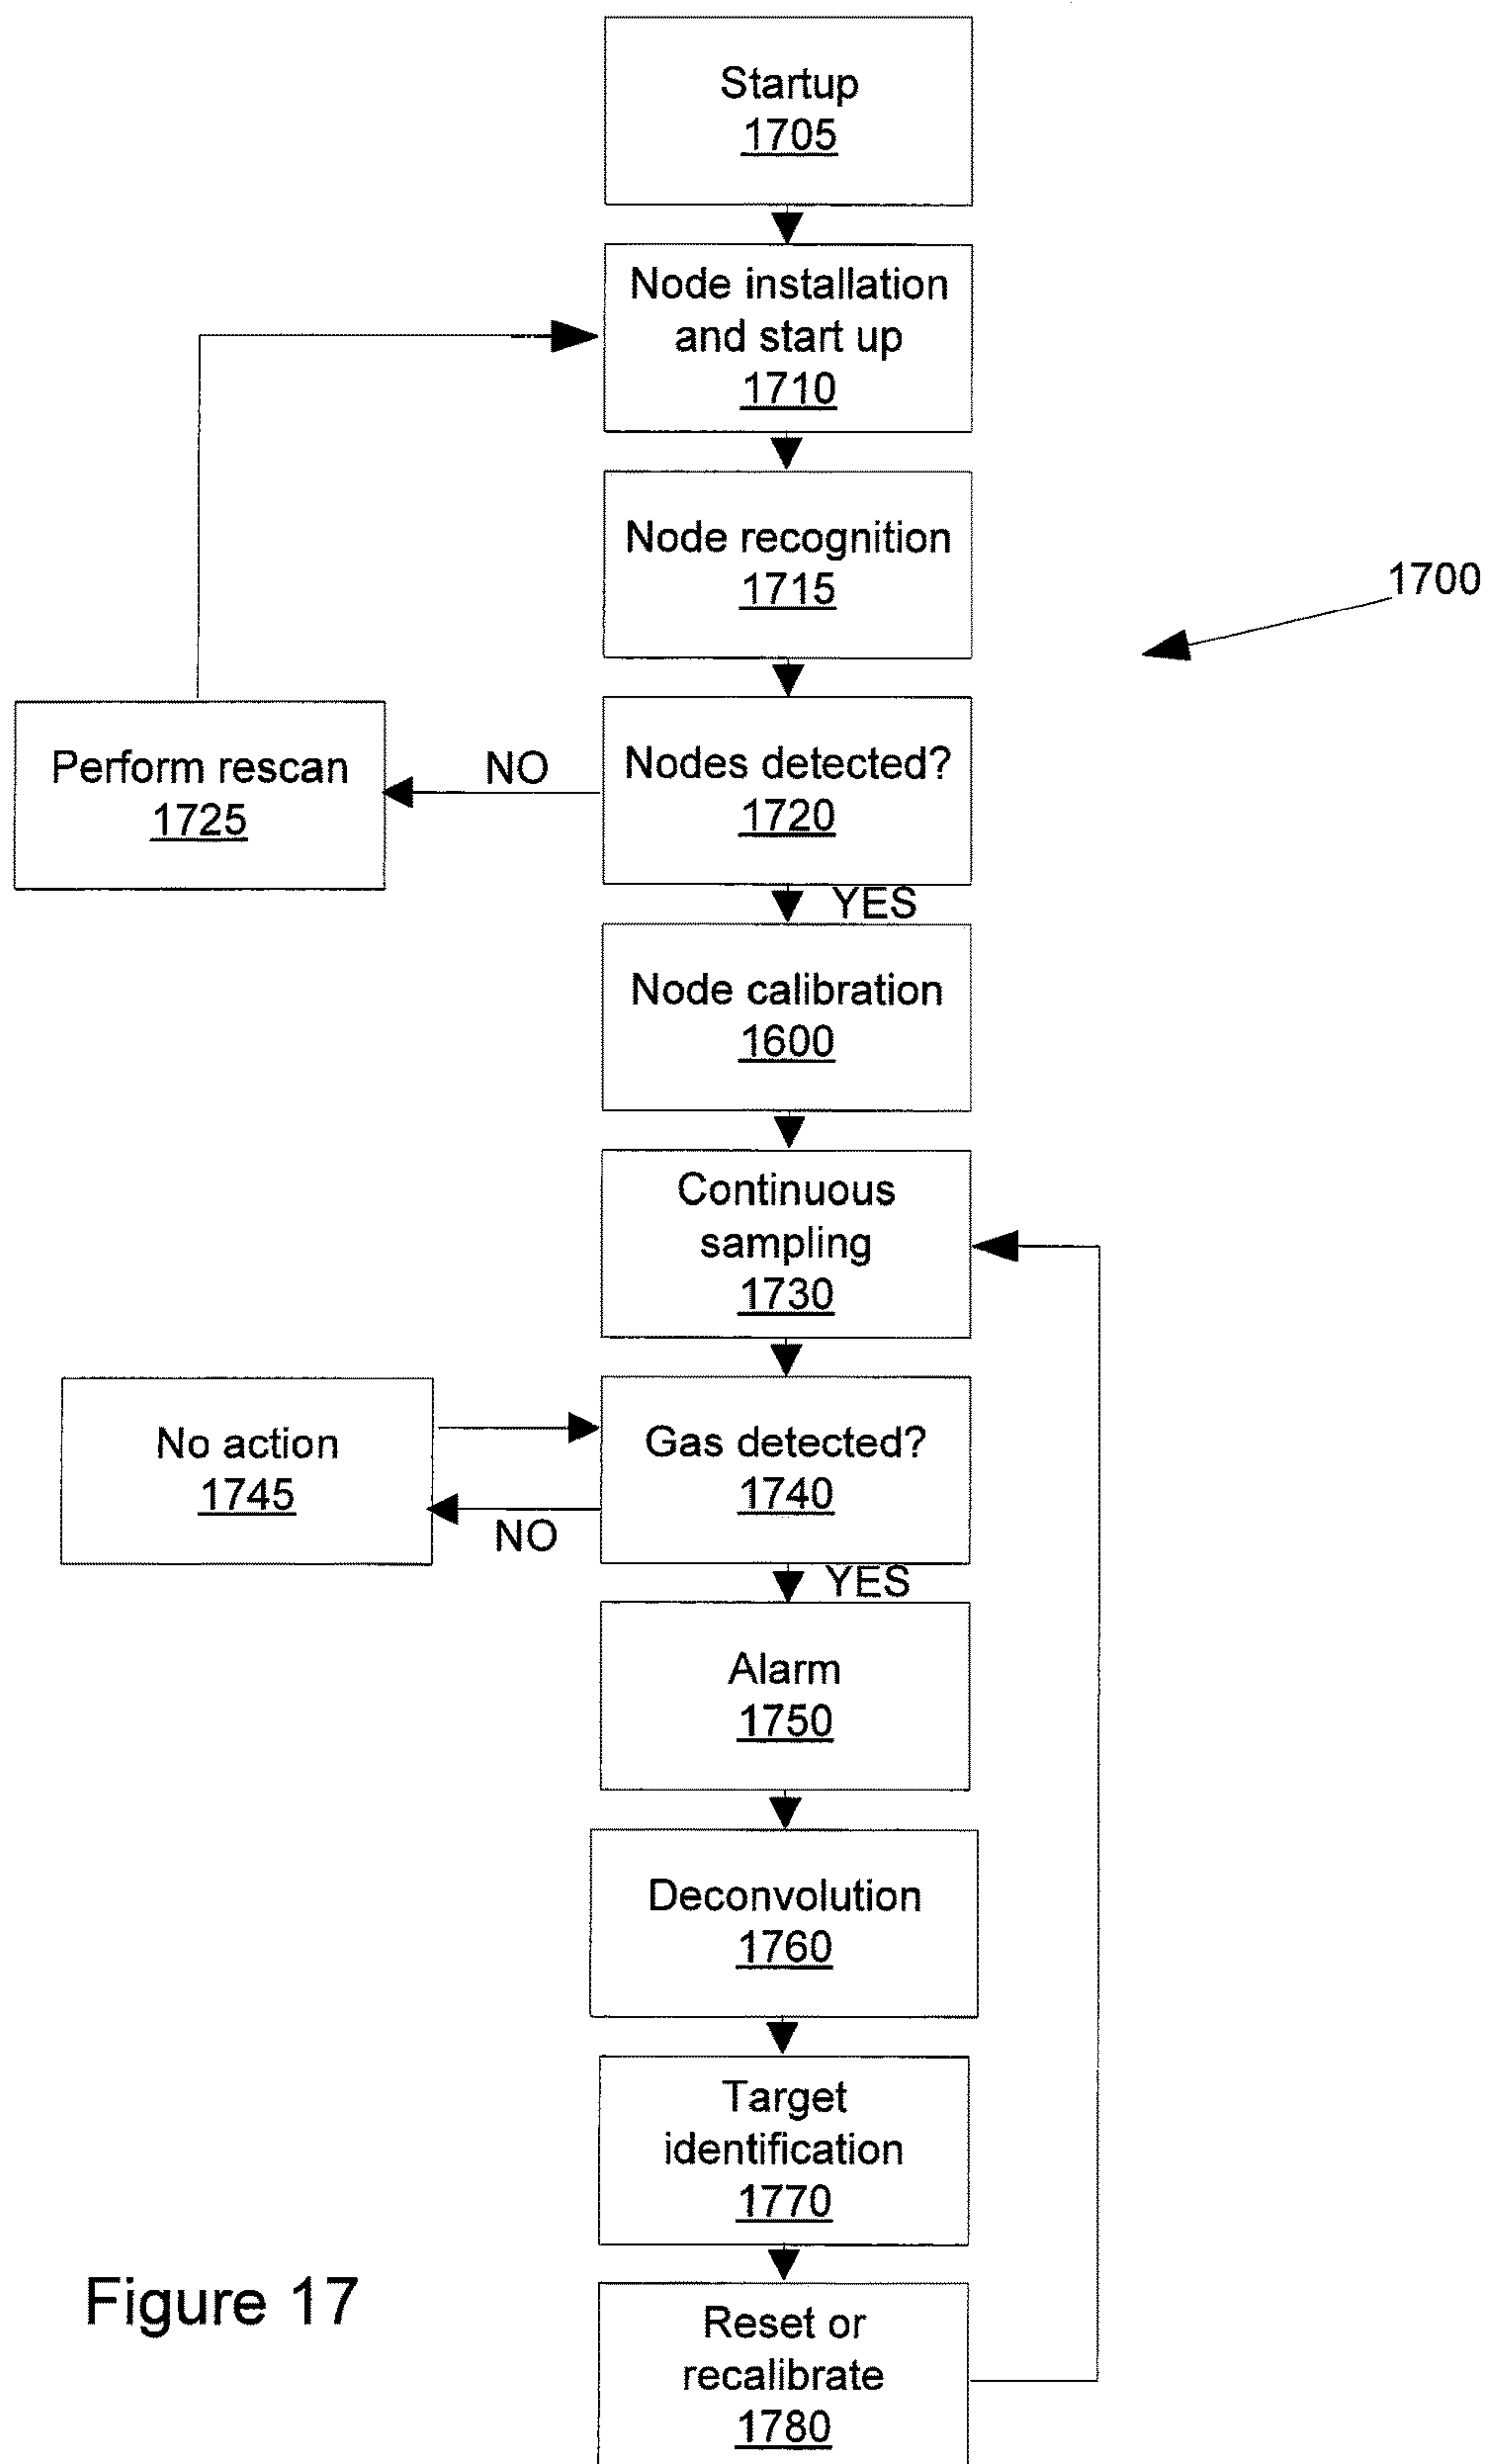 Startup
1705
Node installation
and start up
1710
Node recognition
1715
1700
Perform rescan
1725
NO
Nodes detected?
1720
YES
Node calibration
1600
Continuous
sampling
1730
No action
1745
NO
Gas detected?
1740
YES
Alarm
1750
Deconvolution
1760
Target
identification
1770
Reset or
recalibrate
1780
Figure 17